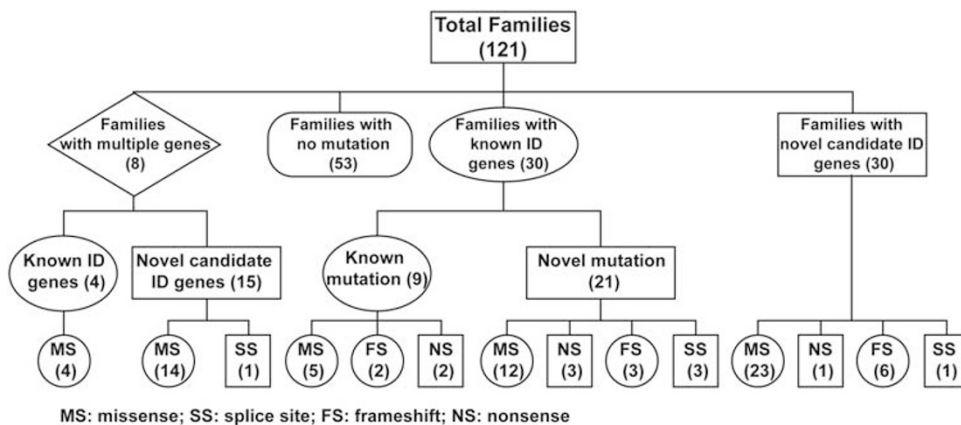 Total Families
(121)
Families
with multiple genes
(8)
Families with
no mutation
(53)
Families with
known ID
genes (30)
Families with
novel candidate ID
genes (30)
Known ID
genes (4)
Novel candidate
ID genes (15)
Known
mutation (9)
Novel mutation
(21)
MS
(4)
MS
(14)
SS
(1)
MS
(5)
FS
(2)
NS
(2)
MS
(12)
NS
(3)
FS
(3)
SS
(3)
MS
(23)
NS
(1)
FS
(6)
SS
(1)
MS: missense; SS: splice site; FS: frameshift; NS: nonsense